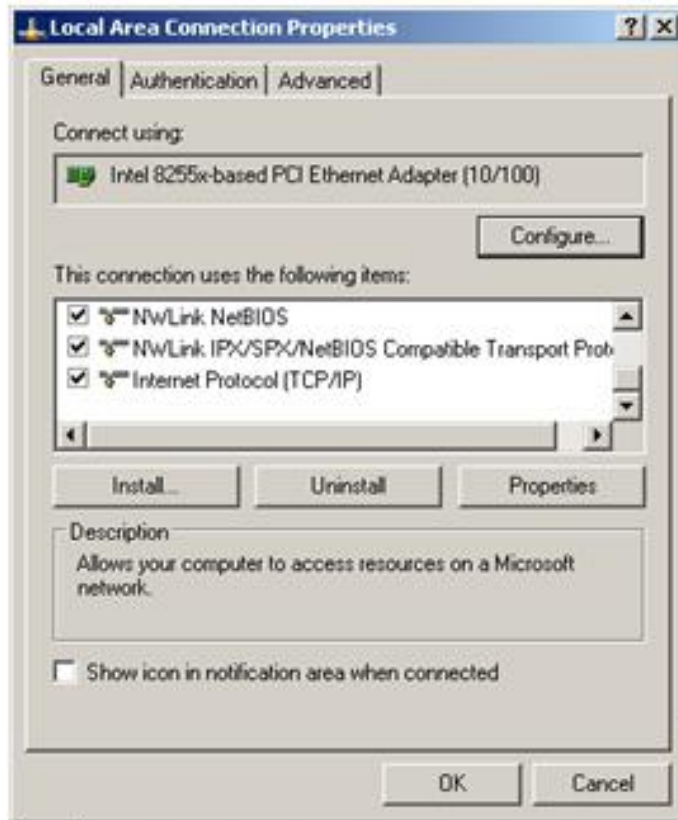 Local Area Connection Properties
General
Authentication
Advanced
Connect using:
Intel 8255x-based PCI Ethernet Adapter (10/100)
Configure...
This connection uses the following items:
NWLink NetBIOS
NWLink IPX/SPX/NetBIOS Compatible Transport Prot
Internet Protocol (TCP/IP)
Install...
Uninstall
Properties
Description
Allows your computer to access resources on a Microsoft
network.
Show icon in notification area when connected
OK
Cancel